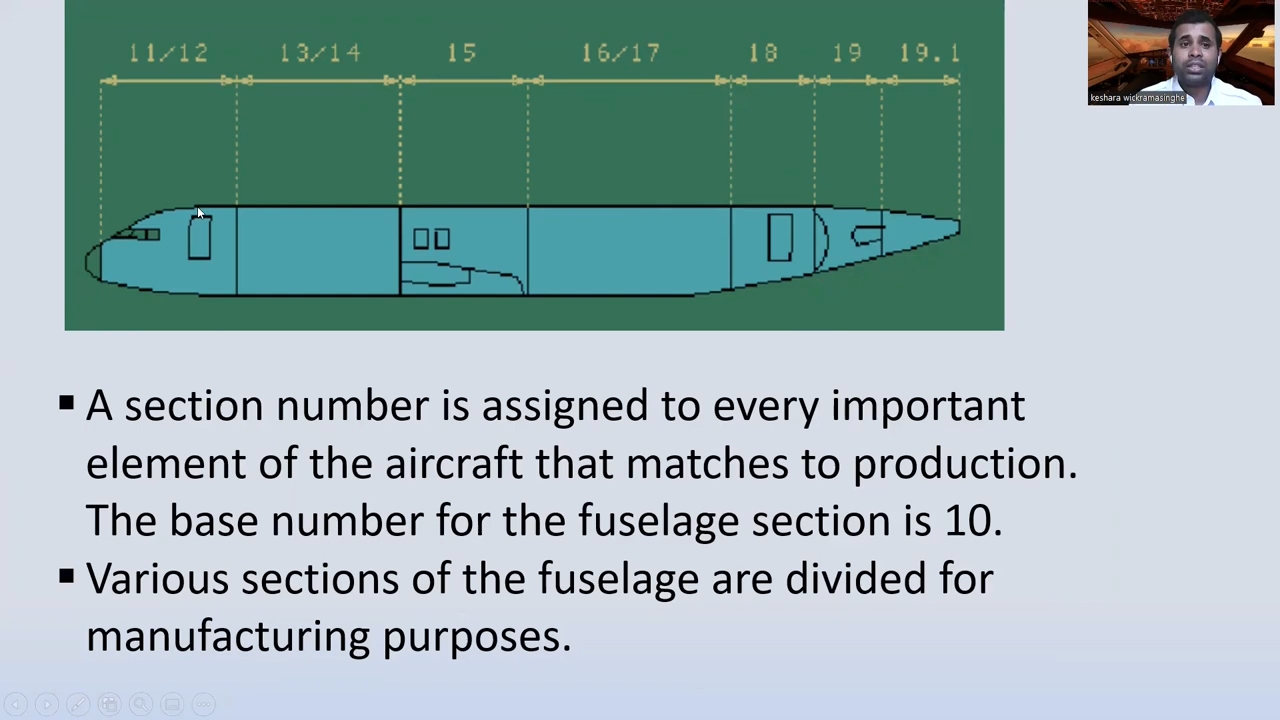 11/12 13/14 15 16/17 18 19 19.1
keshara wickramasinghe
▪ A section number is assigned to every important
element of the aircraft that matches to production.
The base number for the fuselage section is 10.
▪ Various sections of the fuselage are divided for
manufacturing purposes.